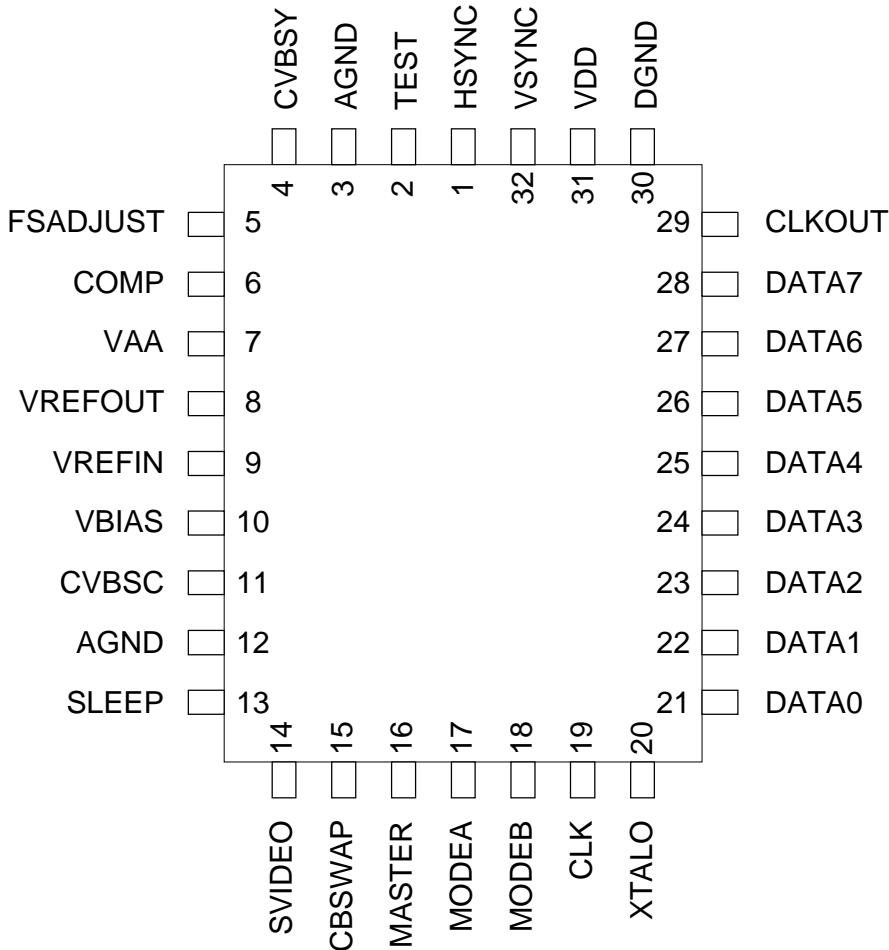 CVBSY AGND TEST HSYNC VSYNC VDD DGND
4 3 2 1 32 31 30
FSADJUST 5 29 CLKOUT
COMP 6 28 DATA7
VAA 7 27 DATA6
VREFOUT 8 26 DATA5
VREFIN 9 25 DATA4
VBIAS 10 24 DATA3
CVBSC 11 23 DATA2
AGND 12 22 DATA1
SLEEP 13 21 DATA0
14 15 16 17 18 19 20
SVIDEO CBSWAP MASTER MODEA MODEB CLK XTALO